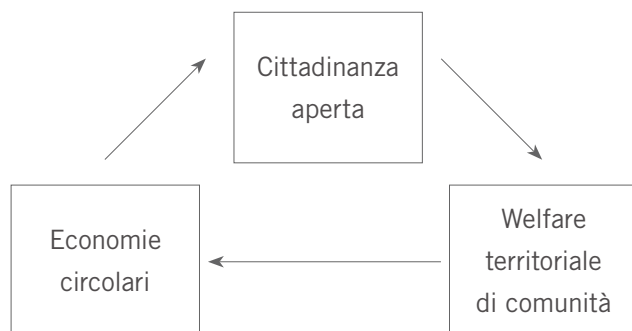 Cittadinanza
aperta
Economie
circolari
Welfare
territoriale
di comunità